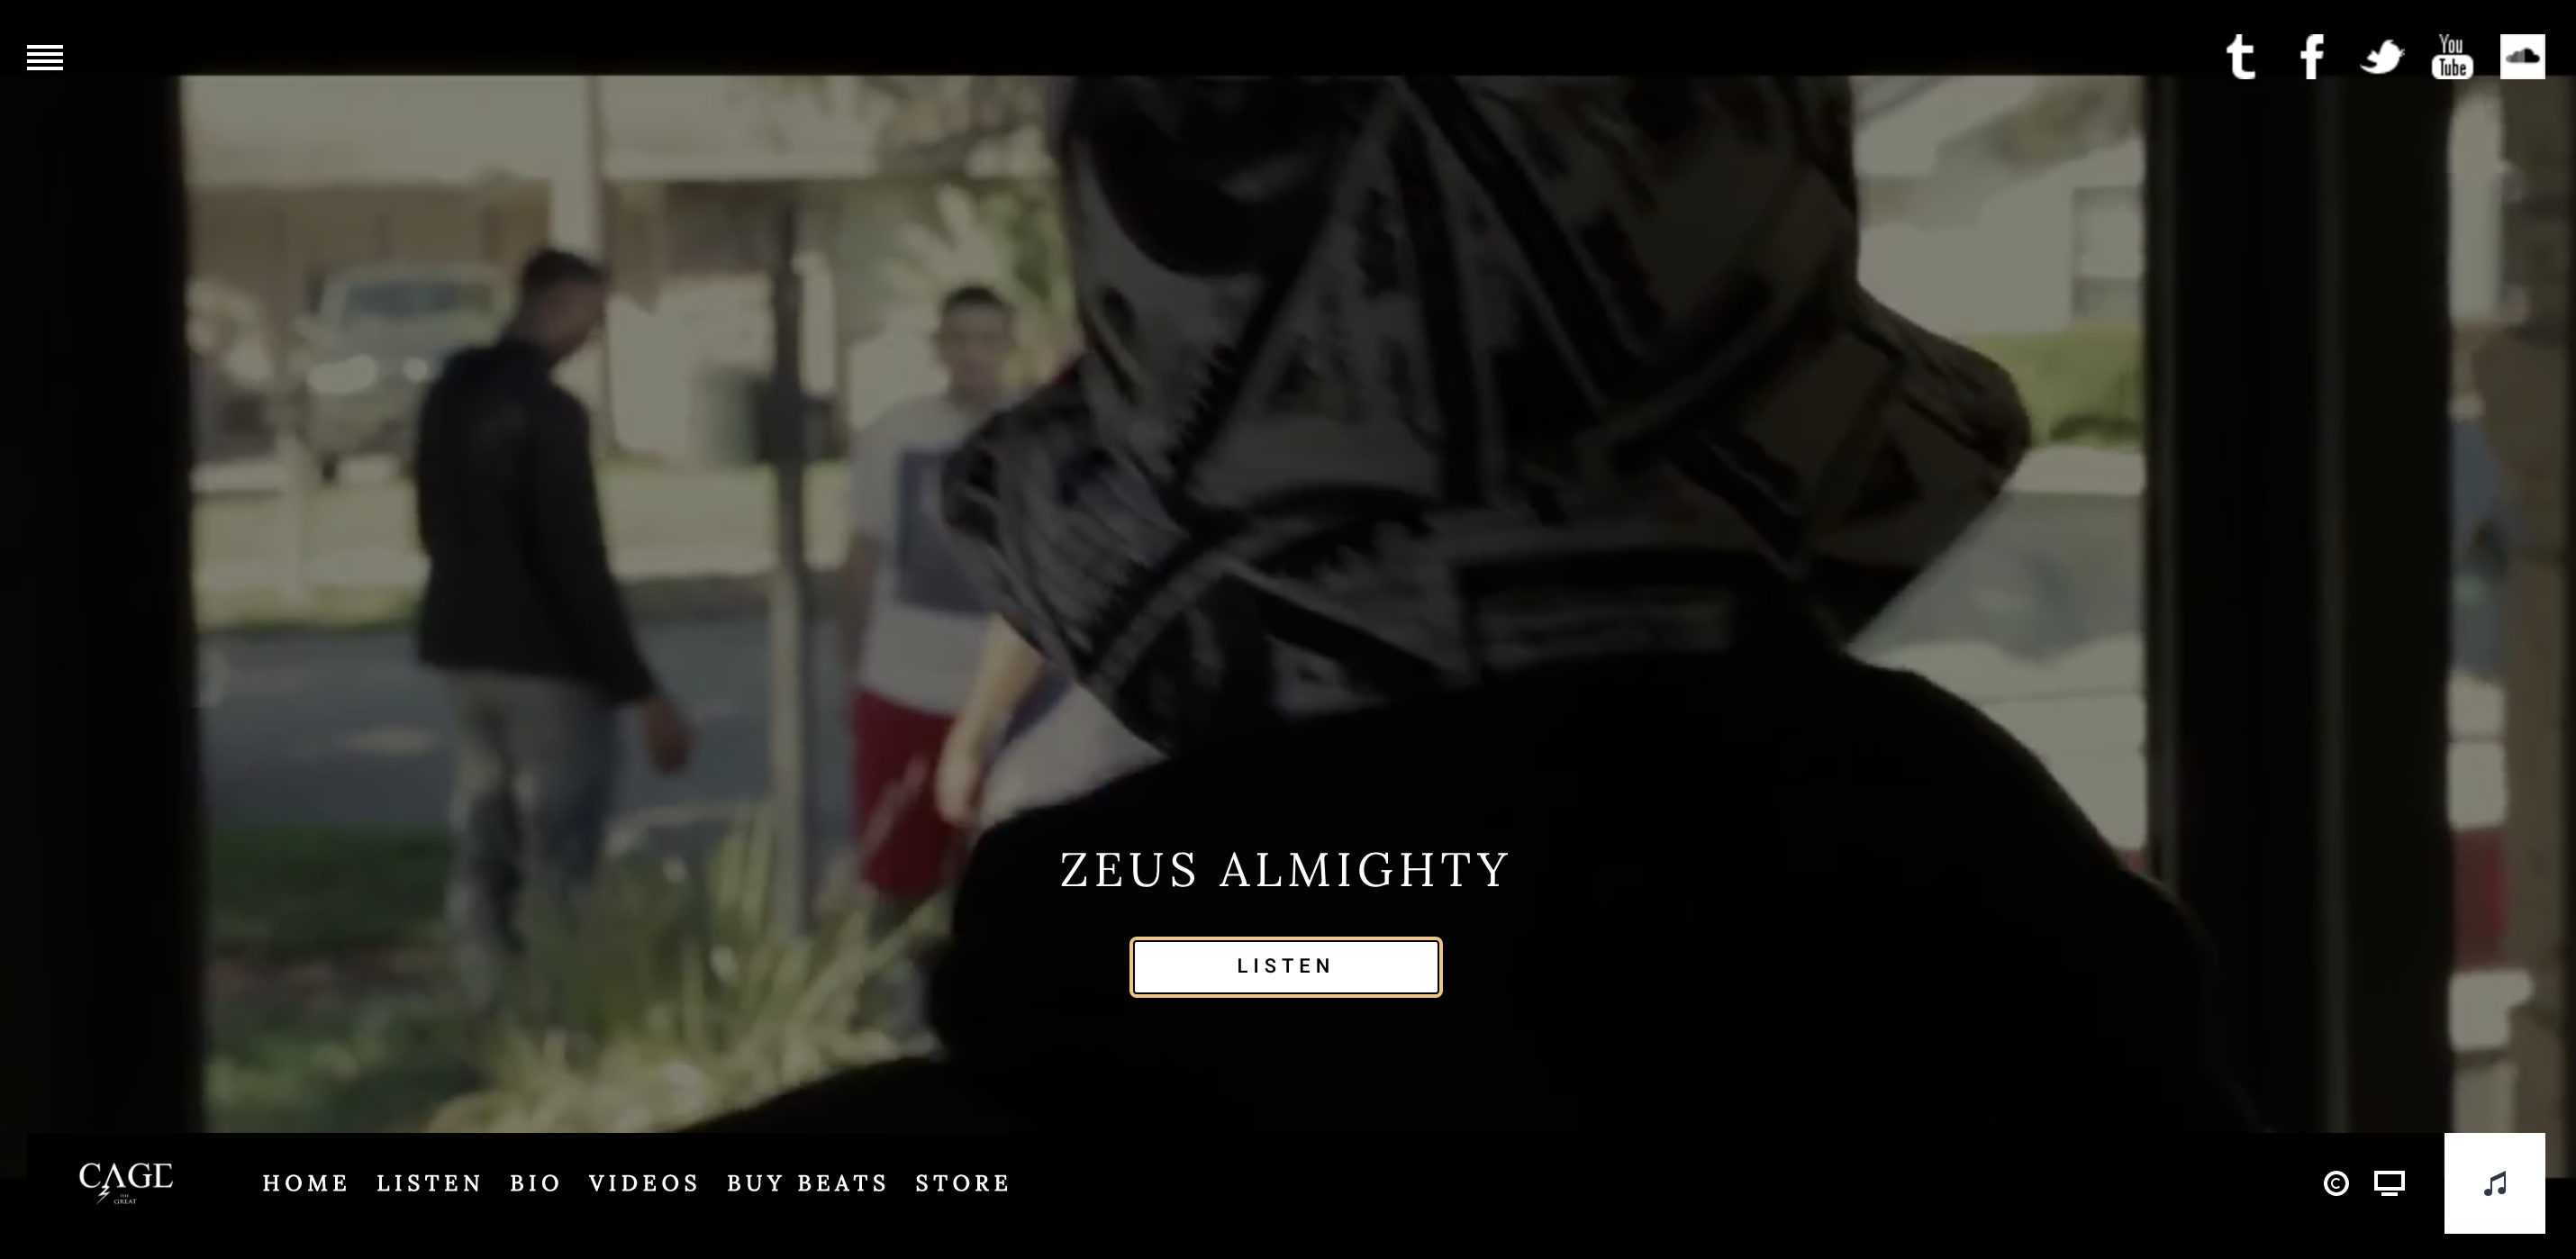 t f You Tube
ZEUS ALMIGHTY
LISTEN
CAGE
THE
GREAT
HOME LISTEN BIO VIDEOS BUY BEATS STORE
©